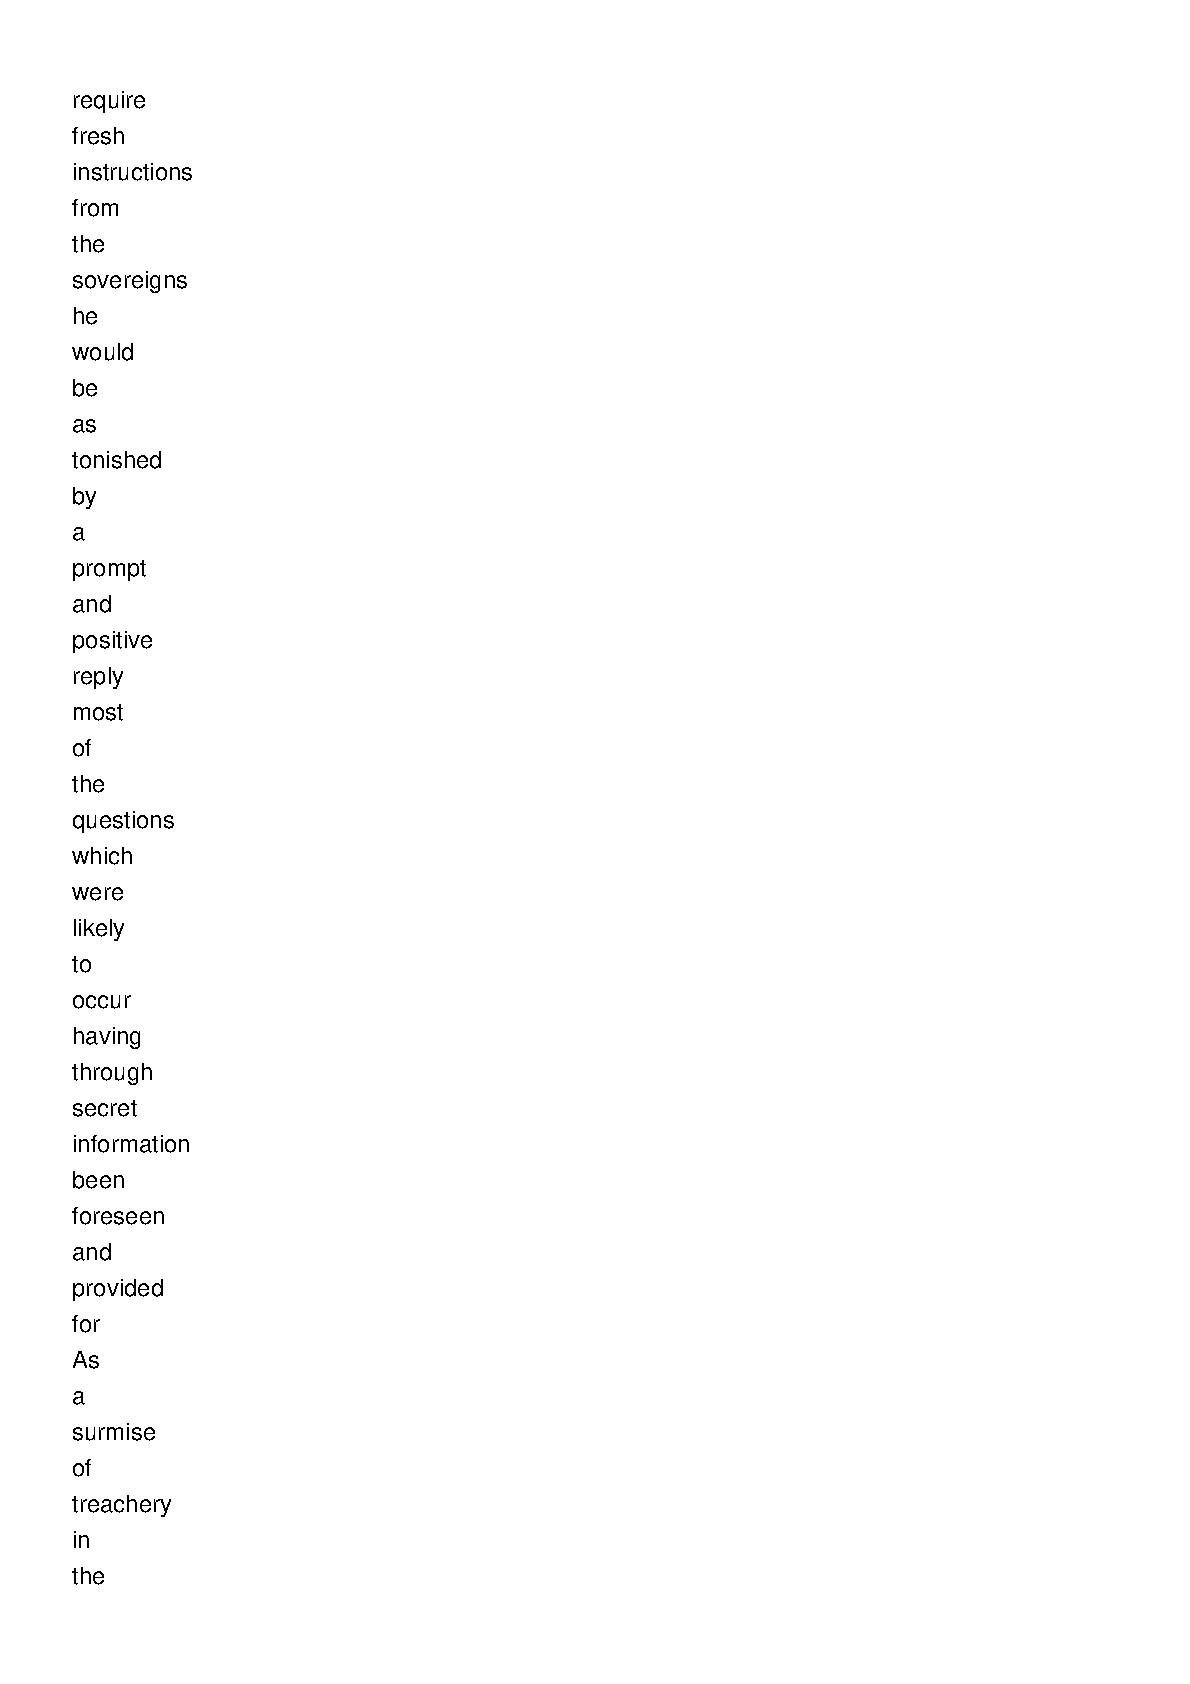 require
fresh
instructions
from
the
sovereigns
he
would
be
as
tonished
by
a
prompt
and
positive
reply
most
of
the
questions
which
were
likely
to
occur
having
through
secret
information
been
foreseen
and
provided
for
As
a
surmise
of
treachery
in
the